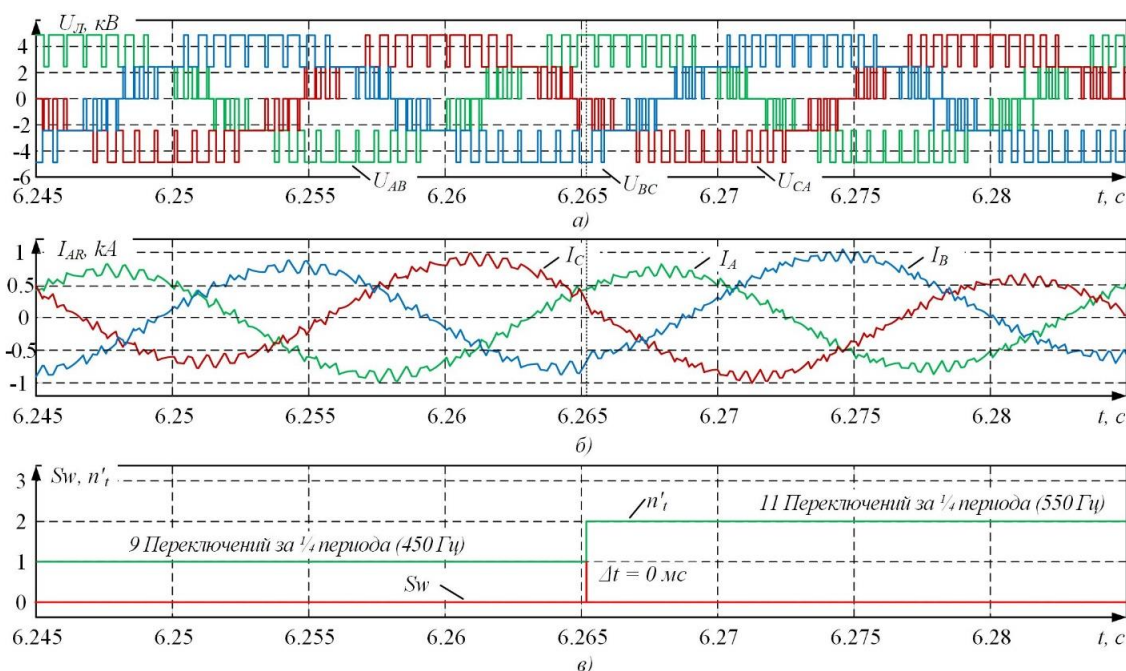 U_Л, кВ
4
2
0
-2
-4
-6
U_AB
U_BC
U_CA
6.245
6.25
6.255
6.26
6.265
6.27
6.275
6.28
t, с
а)
I_AR, kA
1
0.5
0
-0.5
-1
I_C
I_A
I_B
6.245
6.25
6.255
6.26
6.265
6.27
6.275
6.28
t, с
б)
Sw, n'_t
3
2
1
0
n'_t
11 Переключений за ¼ периода (550 Гц)
9 Переключений за ¼ периода (450 Гц)
Δt = 0 мс
Sw
6.245
6.25
6.255
6.26
6.265
6.27
6.275
6.28
t, с
в)